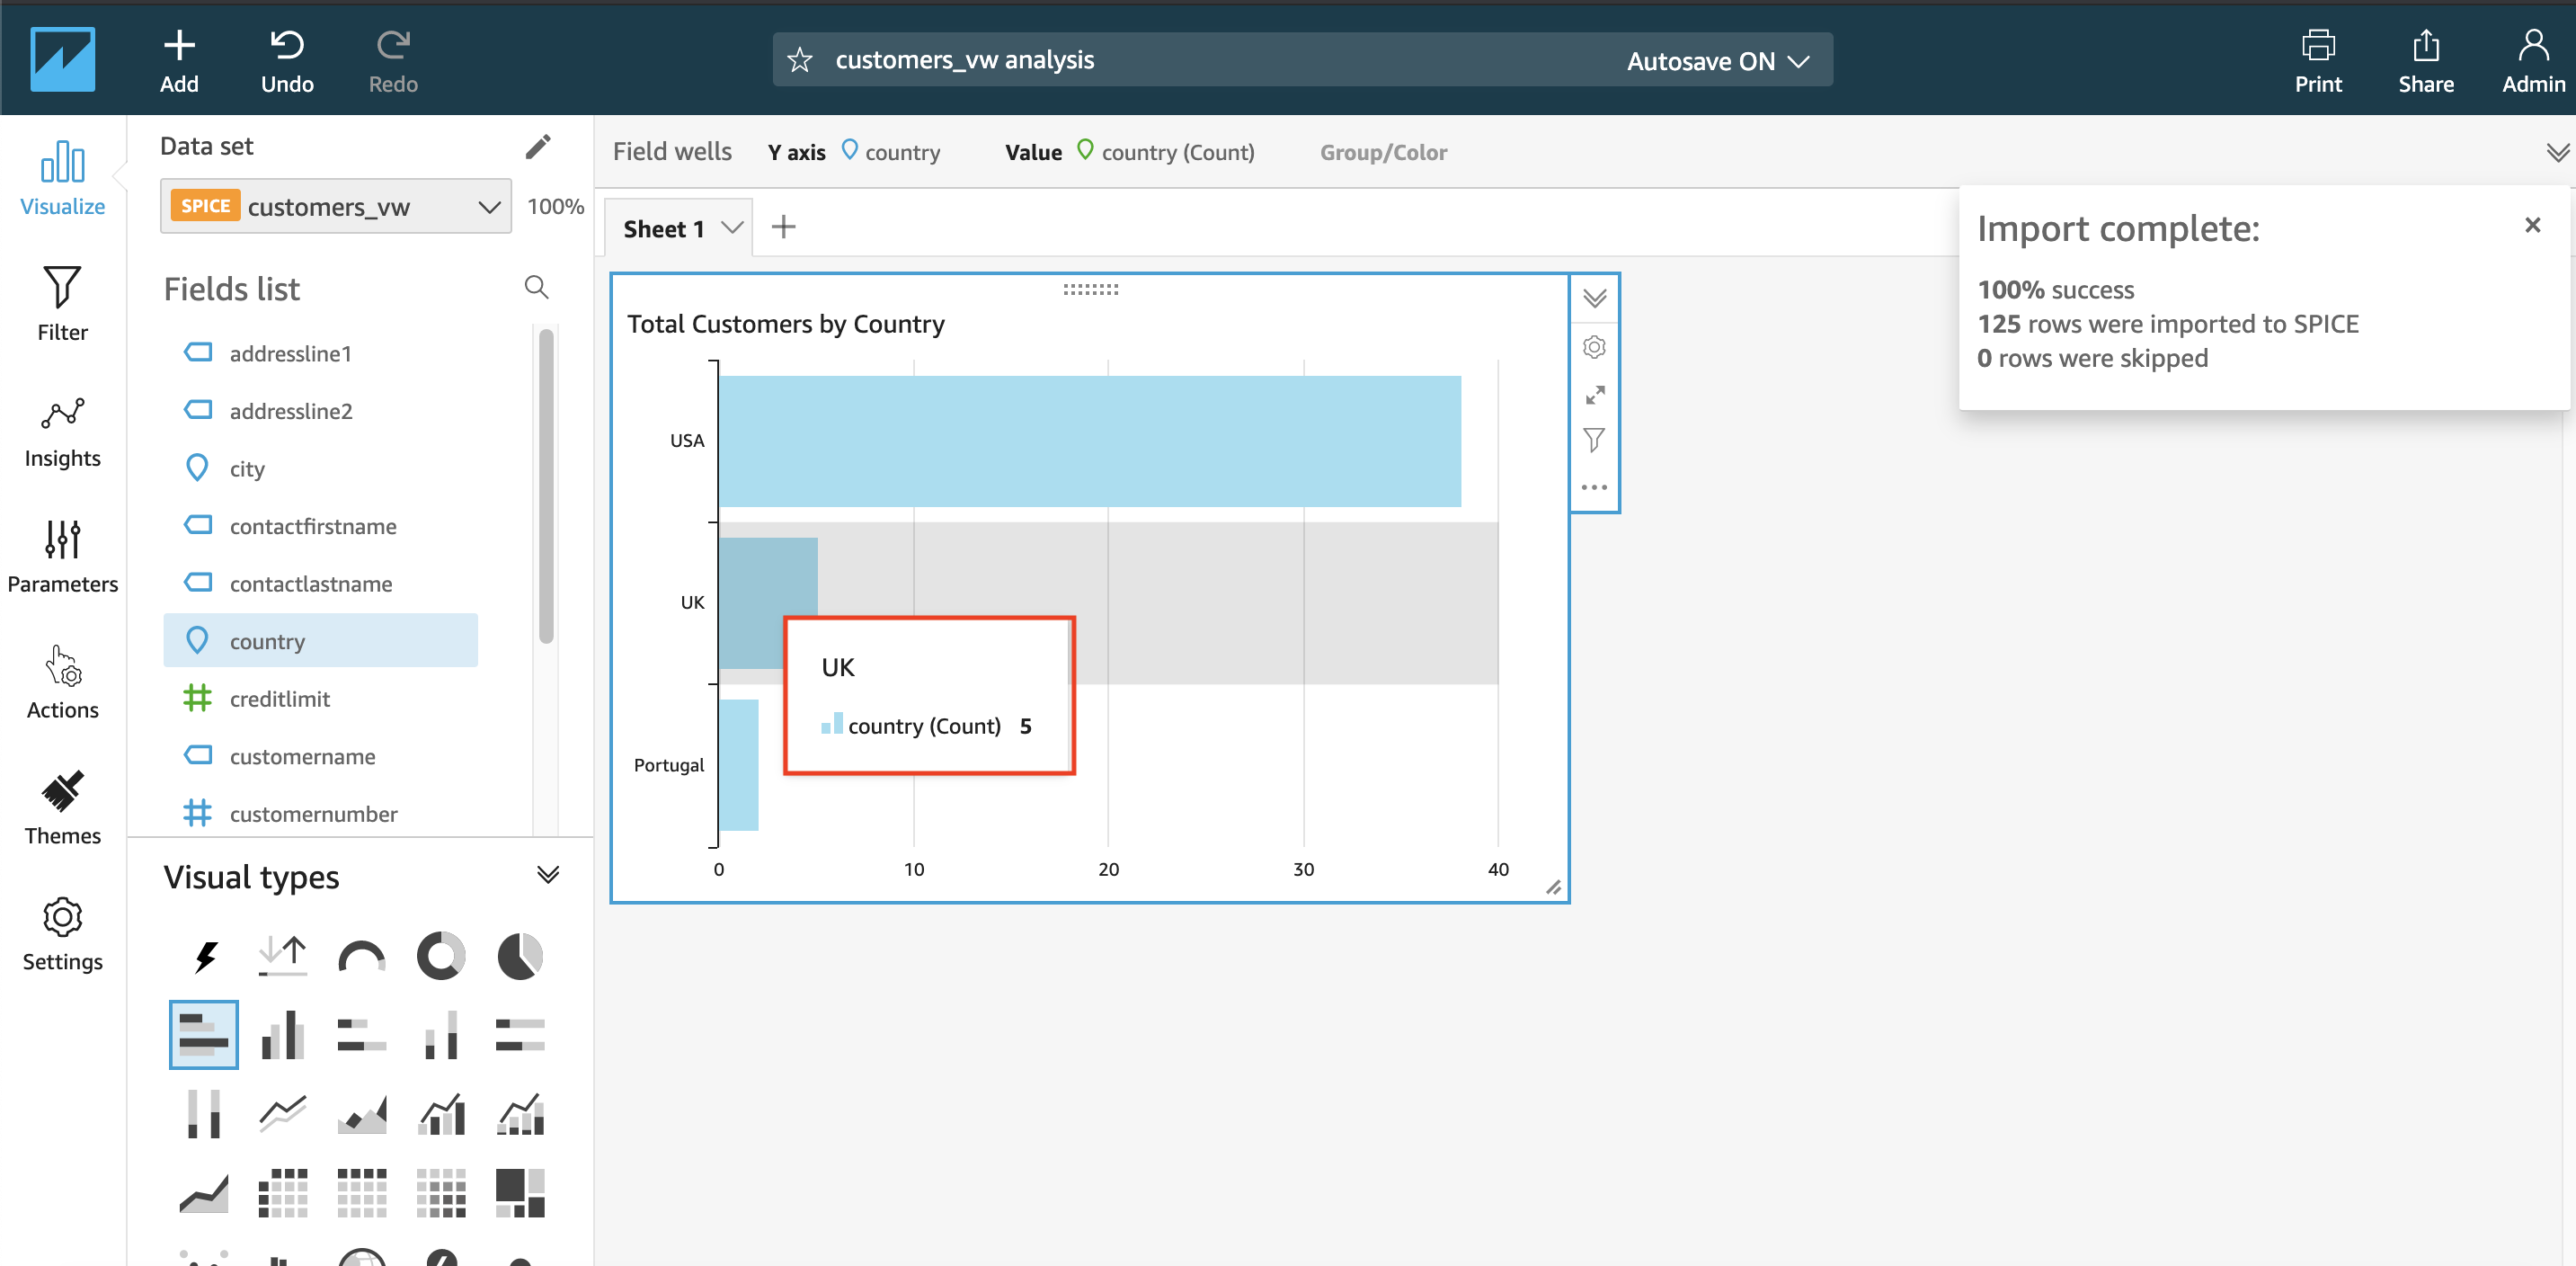 Add
Undo
Redo
customers_vw analysis
Autosave ON
Print
Share
Admin
Visualize
Filter
Insights
Parameters
Actions
Themes
Settings
Data set
SPICE customers_vw 100%
Fields list
addressline1
addressline2
city
contactfirstname
contactlastname
country
creditlimit
customername
customernumber
Visual types
Field wells Y axis country Value country (Count) Group/Color
Sheet 1
Total Customers by Country
USA
UK
Portugal
0 10 20 30 40
UK
country (Count) 5
Import complete:
100% success
125 rows were imported to SPICE
0 rows were skipped